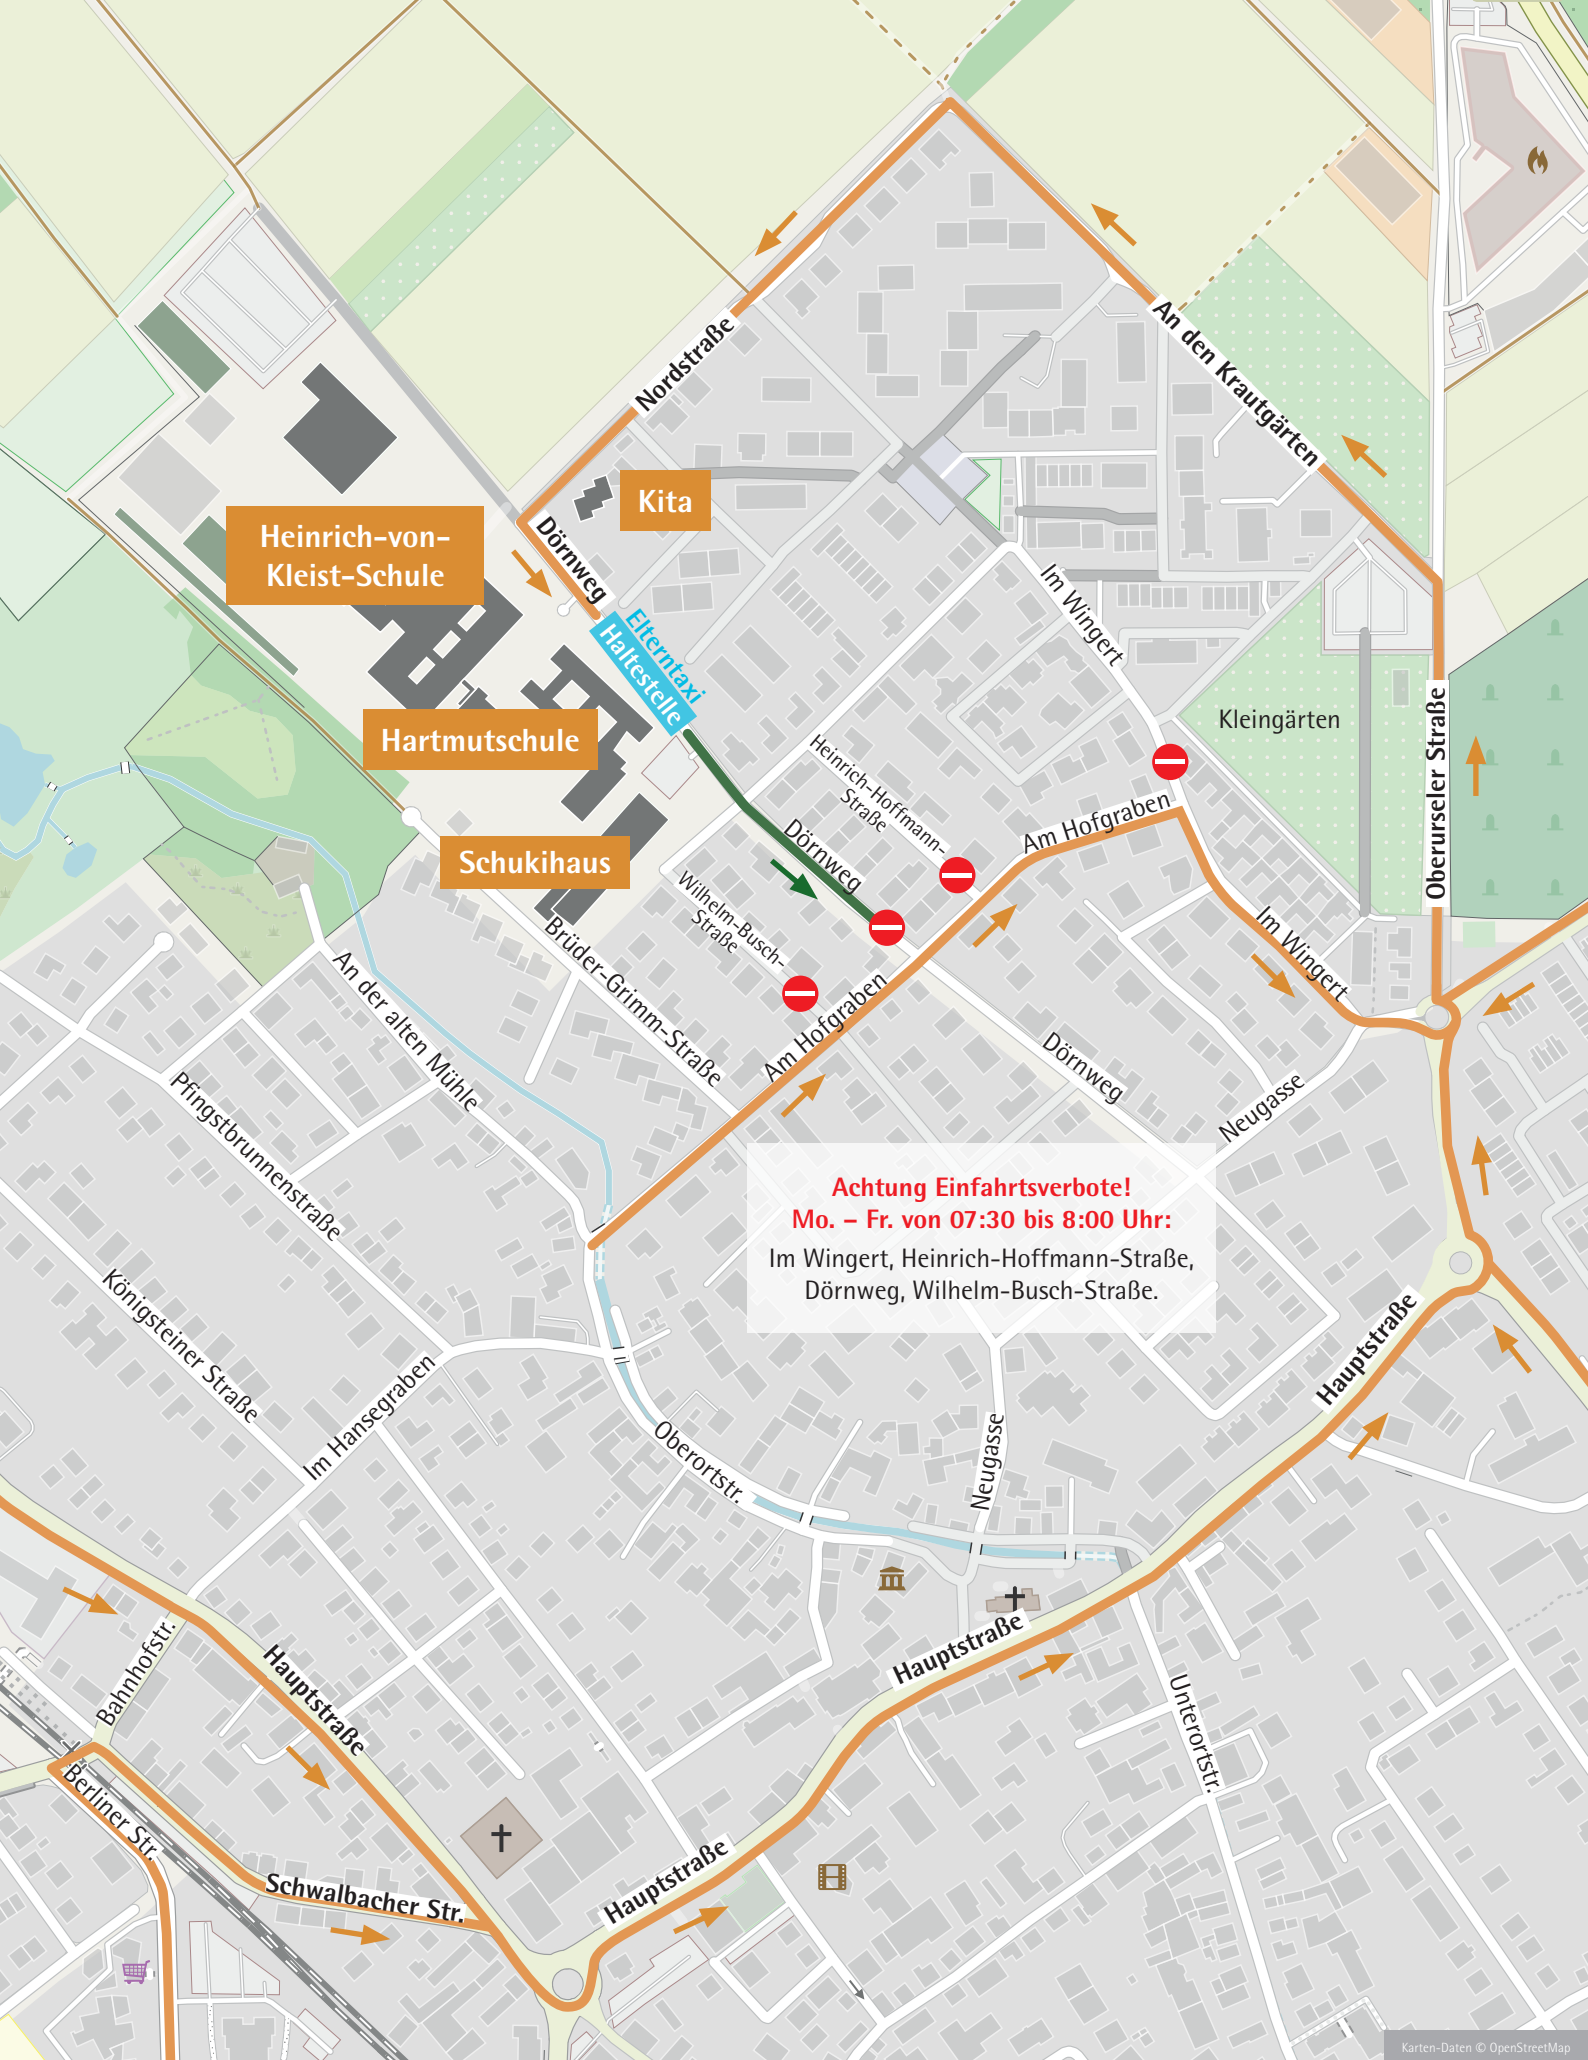 Nordstraße
An den Krautgärten
Kita
Heinrich-von-
Kleist-Schule
Dörnweg
Elterntaxi
Haltestelle
Im Wingert
Hartmutschule
Kleingärten
Oberurseler Straße
Heinrich-Hoffmann-
Straße
Am Hofgraben
Dörnweg
Schukihaus
Wilhelm-Busch-
Straße
Brüder-Grimm-Straße
Im Wingert
An der alten Mühle
Am Hofgraben
Dörnweg
Neugasse
Pfingstbrunnenstraße
Achtung Einfahrtsverbote!
Mo. – Fr. von 07:30 bis 8:00 Uhr:
Im Wingert, Heinrich-Hoffmann-Straße,
Dörnweg, Wilhelm-Busch-Straße.
Königsteiner Straße
Im Hansegraben
Hauptstraße
Oberortstr.
Neugasse
Hauptstraße
Bahnhofstr.
Hauptstraße
Unterortstr.
Berliner Str.
Schwalbacher Str.
Hauptstraße
Karten-Daten © OpenStreetMap